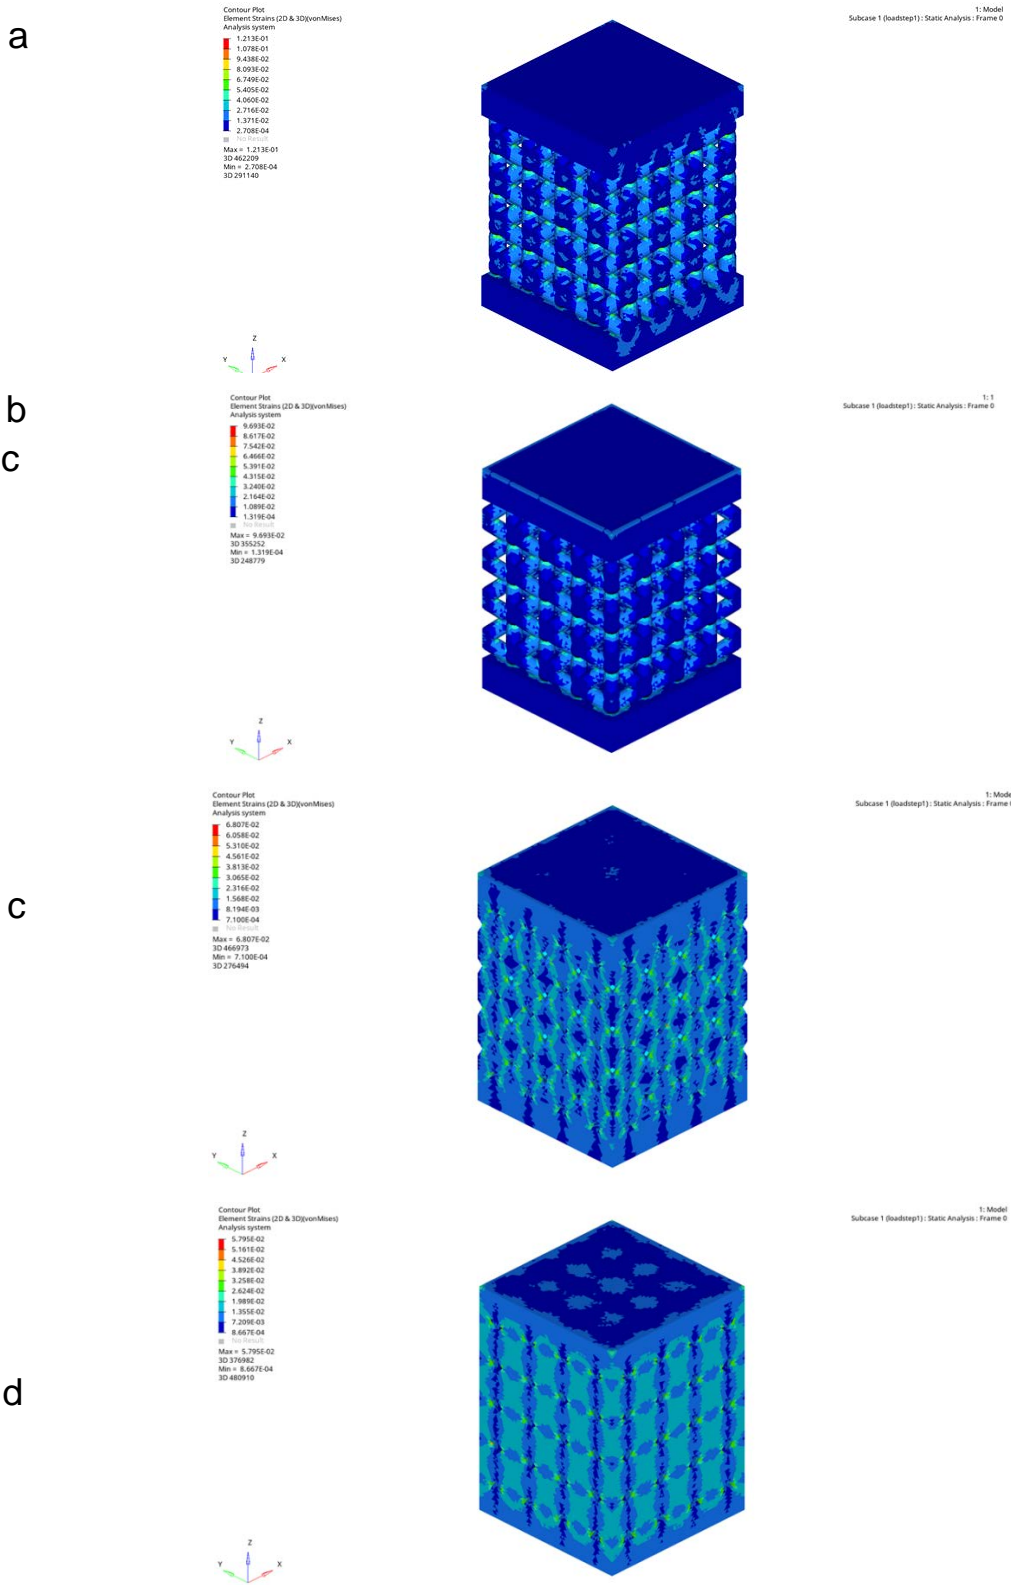 a
Contour Plot
Element Strains (2D & 3D)(vonMises)
Analysis system
1.213E-01
1.078E-01
9.438E-02
8.093E-02
6.749E-02
5.405E-02
4.060E-02
2.716E-02
1.371E-02
2.708E-04
No Result
Max = 1.213E-01
3D 462209
Min = 2.708E-04
3D 291140
1: Model
Subcase 1 (loadstep1) : Static Analysis : Frame 0
Z
Y
X
b
c
Contour Plot
Element Strains (2D & 3D)(vonMises)
Analysis system
9.693E-02
8.617E-02
7.542E-02
6.466E-02
5.391E-02
4.315E-02
3.240E-02
2.164E-02
1.089E-02
1.319E-04
No Result
Max = 9.693E-02
3D 355252
Min = 1.319E-04
3D 248779
1: 1
Subcase 1 (loadstep1) : Static Analysis : Frame 0
Z
Y
X
c
Contour Plot
Element Strains (2D & 3D)(vonMises)
Analysis system
6.807E-02
6.058E-02
5.310E-02
4.561E-02
3.813E-02
3.065E-02
2.316E-02
1.568E-02
8.194E-03
7.100E-04
No Result
Max = 6.807E-02
3D 466973
Min = 7.100E-04
3D 276494
1: Mode
Subcase 1 (loadstep1) : Static Analysis : Frame
Z
Y
X
d
Contour Plot
Element Strains (2D & 3D)(vonMises)
Analysis system
5.795E-02
5.161E-02
4.526E-02
3.892E-02
3.258E-02
2.624E-02
1.989E-02
1.355E-02
7.209E-03
8.667E-04
No Result
Max = 5.795E-02
3D 376982
Min = 8.667E-04
3D 480910
1: Model
Subcase 1 (loadstep1) : Static Analysis : Frame 0
Z
Y
X